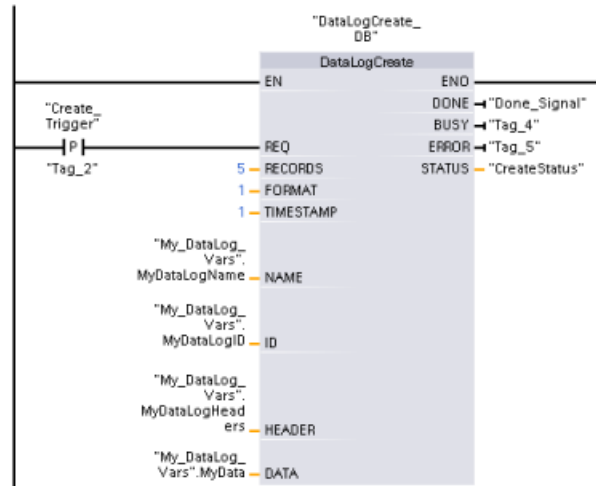 "DataLogCreate_
DB"
DataLogCreate
EN ENO
DONE "Done_Signal"
"Create_
Trigger"
BUSY "Tag_4"
P REQ ERROR "Tag_5"
"Tag_2" 5 RECORDS STATUS "CreateStatus"
1 FORMAT
1 TIMESTAMP
"My_DataLog_
Vars".
MyDataLogName NAME
"My_DataLog_
Vars".
MyDataLogID ID
"My_DataLog_
Vars".
MyDataLogHead
ers HEADER
"My_DataLog_
Vars".MyData DATA